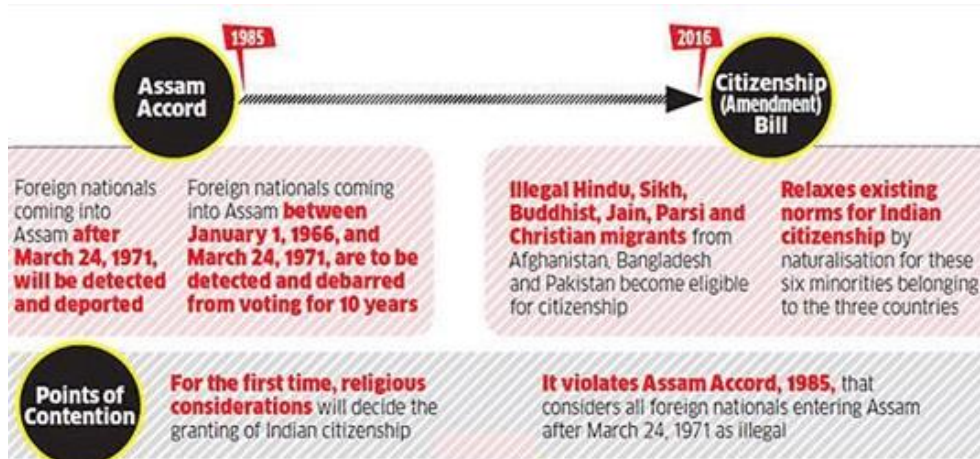 1985
2016
Assam
Accord
Citizenship
(Amendment)
Bill
Foreign nationals
coming into
Assam after
March 24, 1971,
will be detected
and deported
Foreign nationals coming
into Assam between
January 1, 1966, and
March 24, 1971, are to be
detected and debarred
from voting for 10 years
Illegal Hindu, Sikh,
Buddhist, Jain, Parsi and
Christian migrants from
Afghanistan, Bangladesh
and Pakistan become eligible
for citizenship
Relaxes existing
norms for Indian
citizenship by
naturalisation for these
six minorities belonging
to the three countries
Points of
Contention
For the first time, religious
considerations will decide the
granting of Indian citizenship
It violates Assam Accord, 1985, that
considers all foreign nationals entering Assam
after March 24, 1971 as illegal